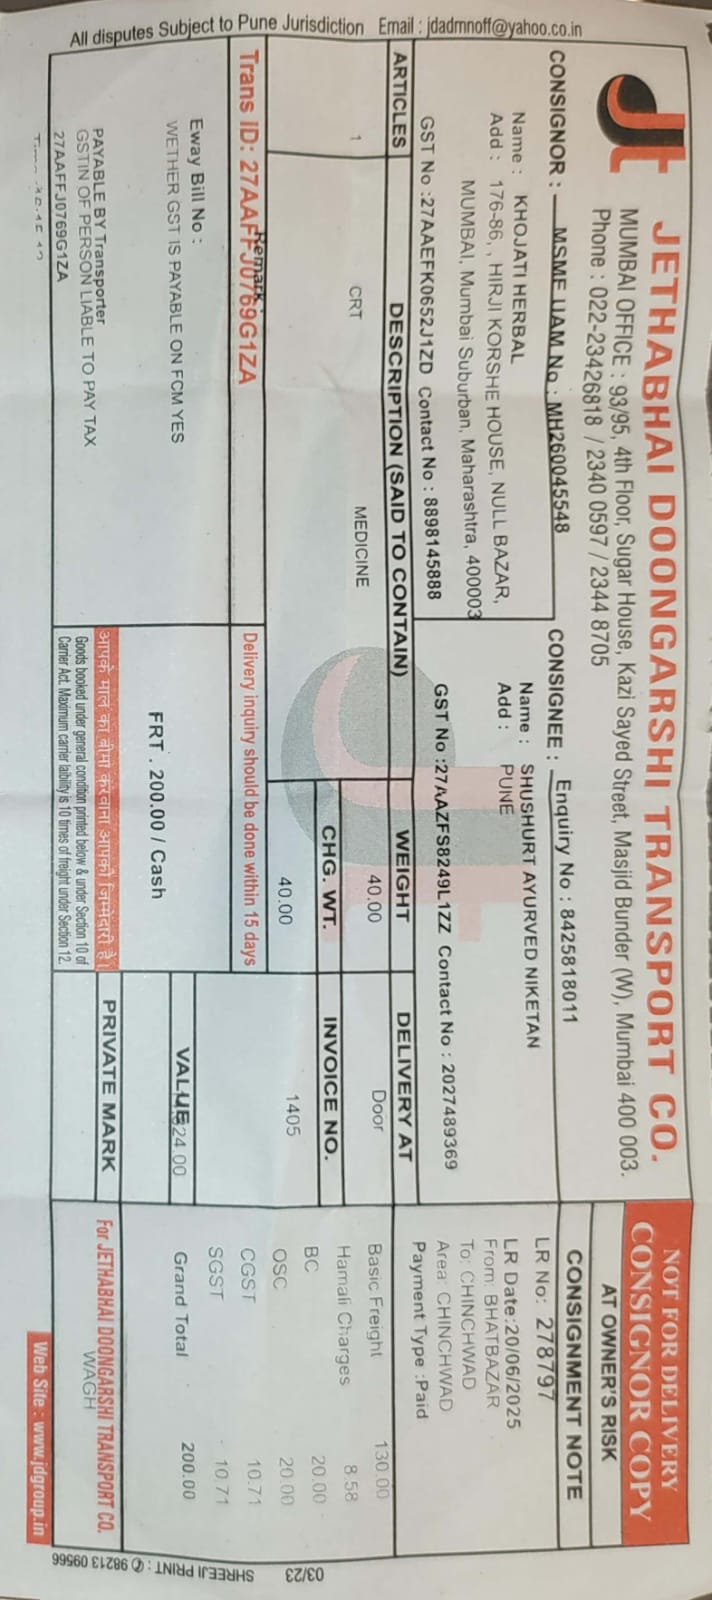 All disputes Subject to Pune Jurisdiction Email : jdadmnoff@yahoo.co.in
Jt
JETHABHAI DOONGARSHI TRANSPORT CO.
MUMBAI OFFICE : 93/95, 4th Floor, Sugar House, Kazi Sayed Street, Masjid Bunder (W), Mumbai 400 003.
Phone : 022-23426818 / 2340 0597 / 2344 8705
NOT FOR DELIVERY
CONSIGNOR COPY
AT OWNER'S RISK
CONSIGNMENT NOTE
CONSIGNOR : MSME UAM No : MH260045548
Name : KHOJATI HERBAL
Add : 176-86, , HIRJI KORSHE HOUSE, NULL BAZAR,
MUMBAI, Mumbai Suburban, Maharashtra, 400003
GST No :27AAEFK0652J1ZD Contact No : 8898145888
CONSIGNEE : Enquiry No : 8425818011
Name : SHUSHURT AYURVED NIKETAN
Add : PUNE
GST No :27AAZFS8249L1ZZ Contact No : 2027489369
LR No: 278797
LR Date:20/06/2025
From: BHATBAZAR
To: CHINCHWAD
Area: CHINCHWAD
Payment Type :Paid
ARTICLES DESCRIPTION (SAID TO CONTAIN) WEIGHT DELIVERY AT
1 CRT MEDICINE 40.00 Door
CHG. WT. INVOICE NO.
40.00 1405
Basic Freight 130.00
Hamali Charges 8.58
BC 20.00
OSC 20.00
CGST 10.71
SGST 10.71
Grand Total 200.00
Remark :
Trans ID: 27AAFFJ0769G1ZA
Delivery inquiry should be done within 15 days
Eway Bill No :
WETHER GST IS PAYABLE ON FCM YES
VALUE
FRT . 200.00 / Cash
PAYABLE BY Transporter
GSTIN OF PERSON LIABLE TO PAY TAX
27AAFFJ0769G1ZA
आपके माल का बीमा करवाना आपकी जिम्मेदारी है।
Goods booked under general condition printed below & under Section 10 of
Carrier Act. Maximum carrier laibility is 10 times of freight under Section 12.
PRIVATE MARK
For JETHABHAI DOONGARSHI TRANSPORT CO.
WAGH
Web Site : www.jdgroup.in
SHREEJI PRINT : ✆ 98213 09566 03/23